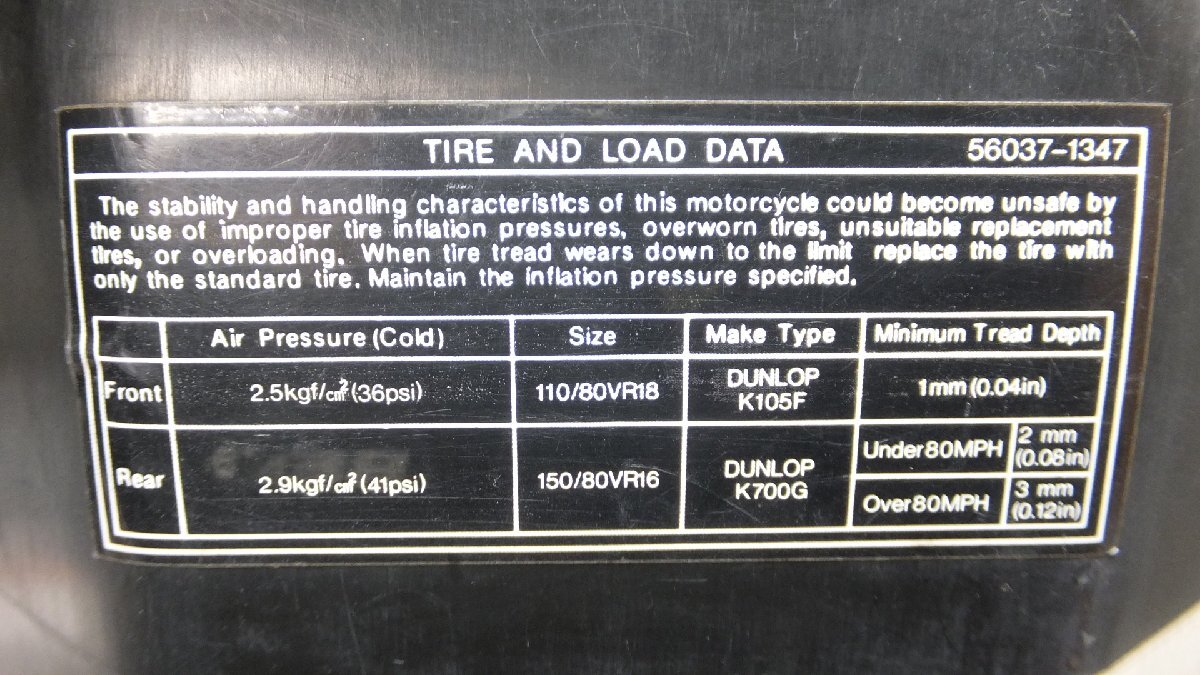 TIRE AND LOAD DATA 56037-1347
The stability and handling characteristics of this motorcycle could become unsafe by
the use of improper tire inflation pressures, overworn tires, unsuitable replacement
tires, or overloading. When tire tread wears down to the limit replace the tire with
only the standard tire. Maintain the inflation pressure specified.
Air Pressure (Cold) Size Make Type Minimum Tread Depth
Front 2.5kgf/cm² (36psi) 110/80VR18 DUNLOP K105F 1mm (0.04in)
Rear 2.9kgf/cm² (41psi) 150/80VR16 DUNLOP K700G
Under 80MPH 2 mm (0.08in)
Over 80MPH 3 mm (0.12in)